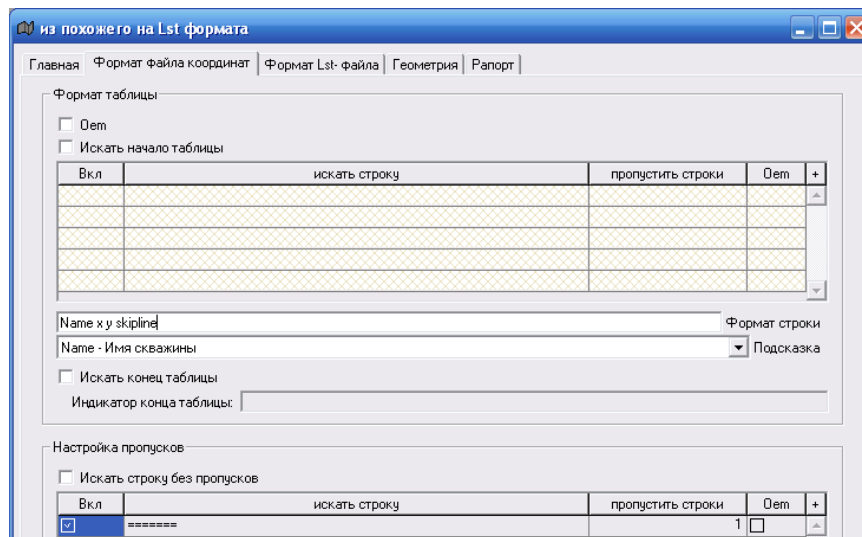 из похожего на Lst формата
Главная Формат файла координат Формат Lst- файла Геометрия Рапорт
Формат таблицы
Oem
Искать начало таблицы
Вкл искать строку пропустить строки Oem +
Name x y skipline Формат строки
Name - Имя скважины Подсказка
Искать конец таблицы
Индикатор конца таблицы:
Настройка пропусков
Искать строку без пропусков
Вкл искать строку пропустить строки Oem +
======= 1